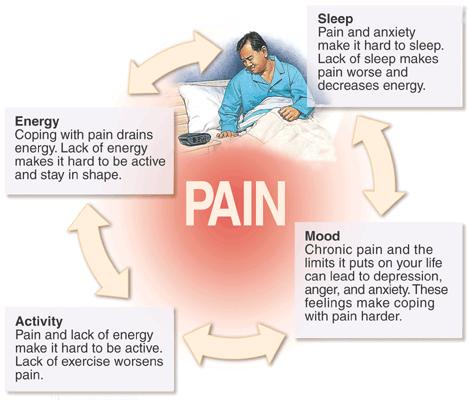 Sleep
Pain and anxiety
make it hard to sleep.
Lack of sleep makes
pain worse and
decreases energy.
Energy
Coping with pain drains
energy. Lack of energy
makes it hard to be active
and stay in shape.
PAIN
Mood
Chronic pain and the
limits it puts on your life
can lead to depression,
anger, and anxiety. These
feelings make coping
with pain harder.
Activity
Pain and lack of energy
make it hard to be active.
Lack of exercise worsens
pain.